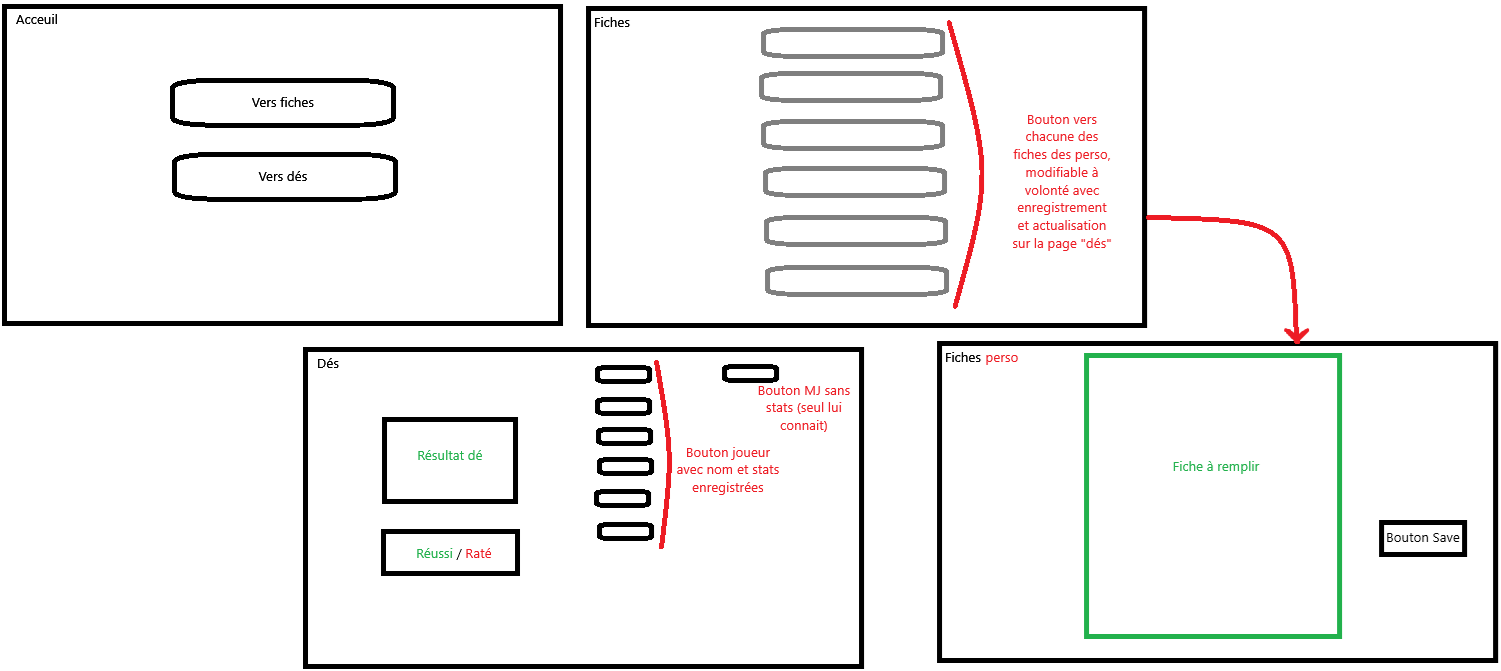 Acceuil
Vers fiches
Vers dés
Fiches
Bouton vers
chacune des
fiches des perso,
modifiable à
volonté avec
enregistrement
et actualisation
sur la page "dés"
Dés
Résultat dé
Réussi / Raté
Bouton MJ sans
stats (seul lui
connait)
Bouton joueur
avec nom et stats
enregistrées
Fiches perso
Fiche à remplir
Bouton Save